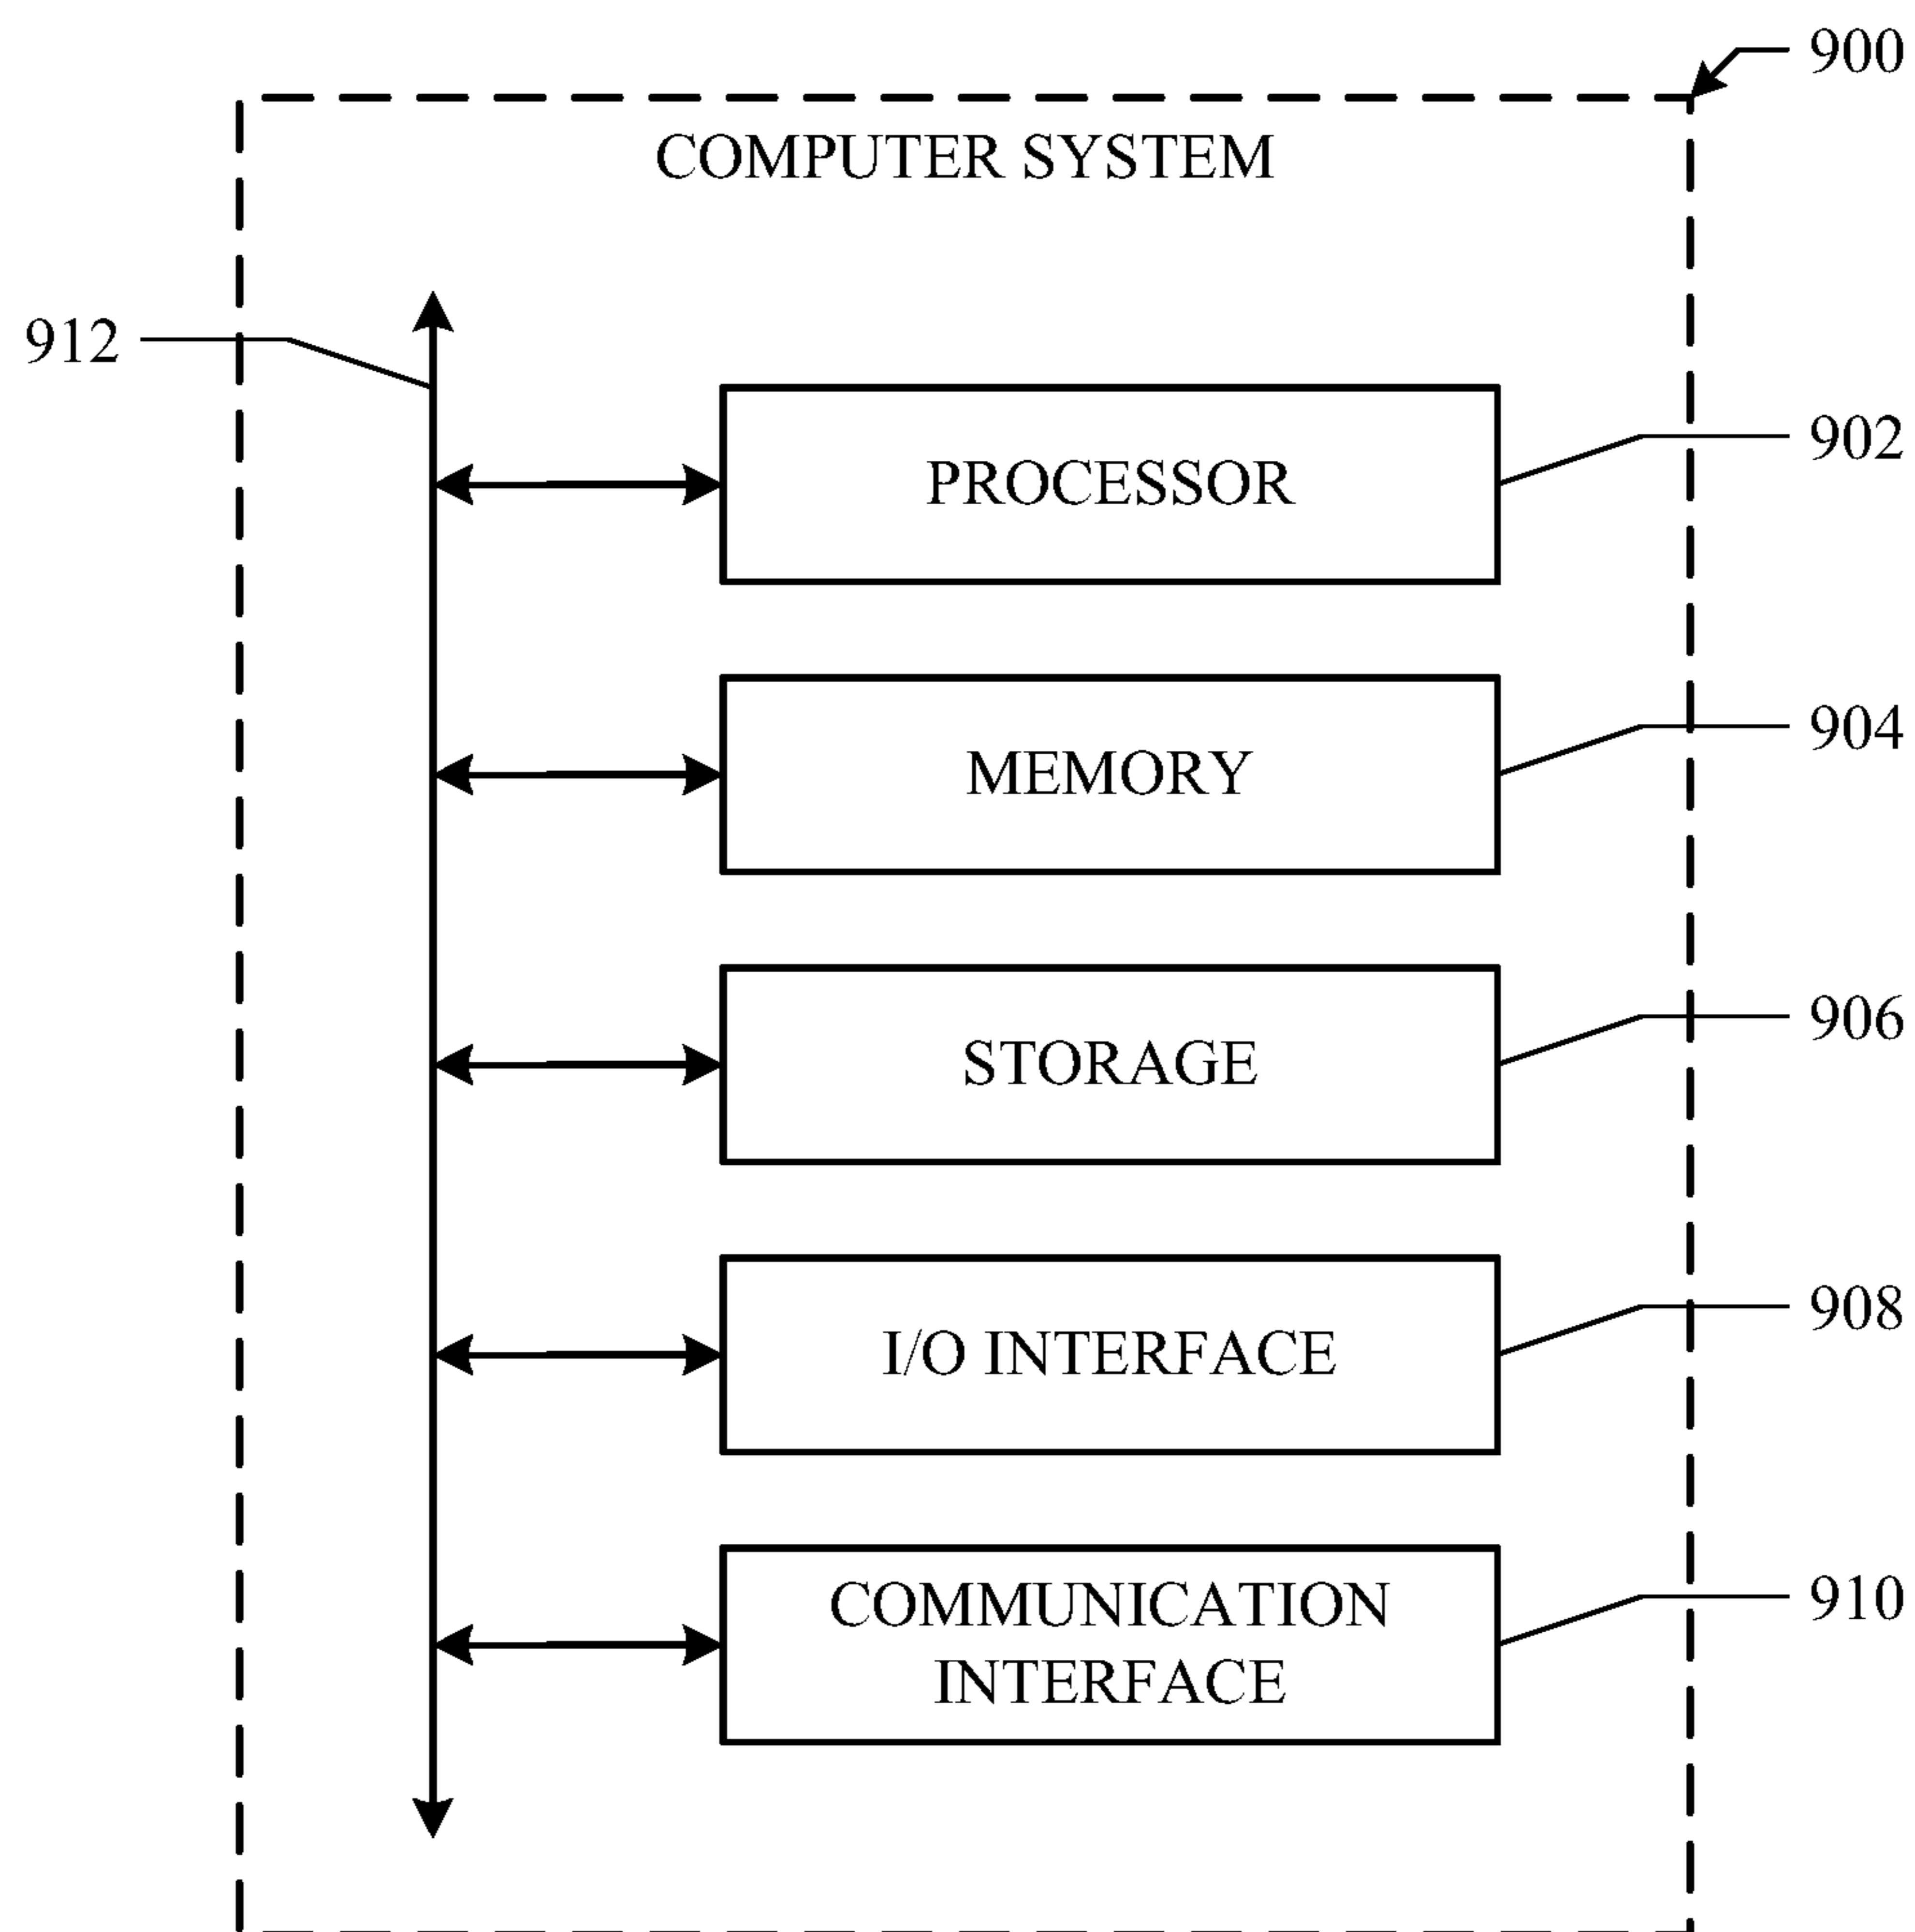 900
COMPUTER SYSTEM
912
PROCESSOR
902
MEMORY
904
STORAGE
906
I/O INTERFACE
908
COMMUNICATION
INTERFACE
910